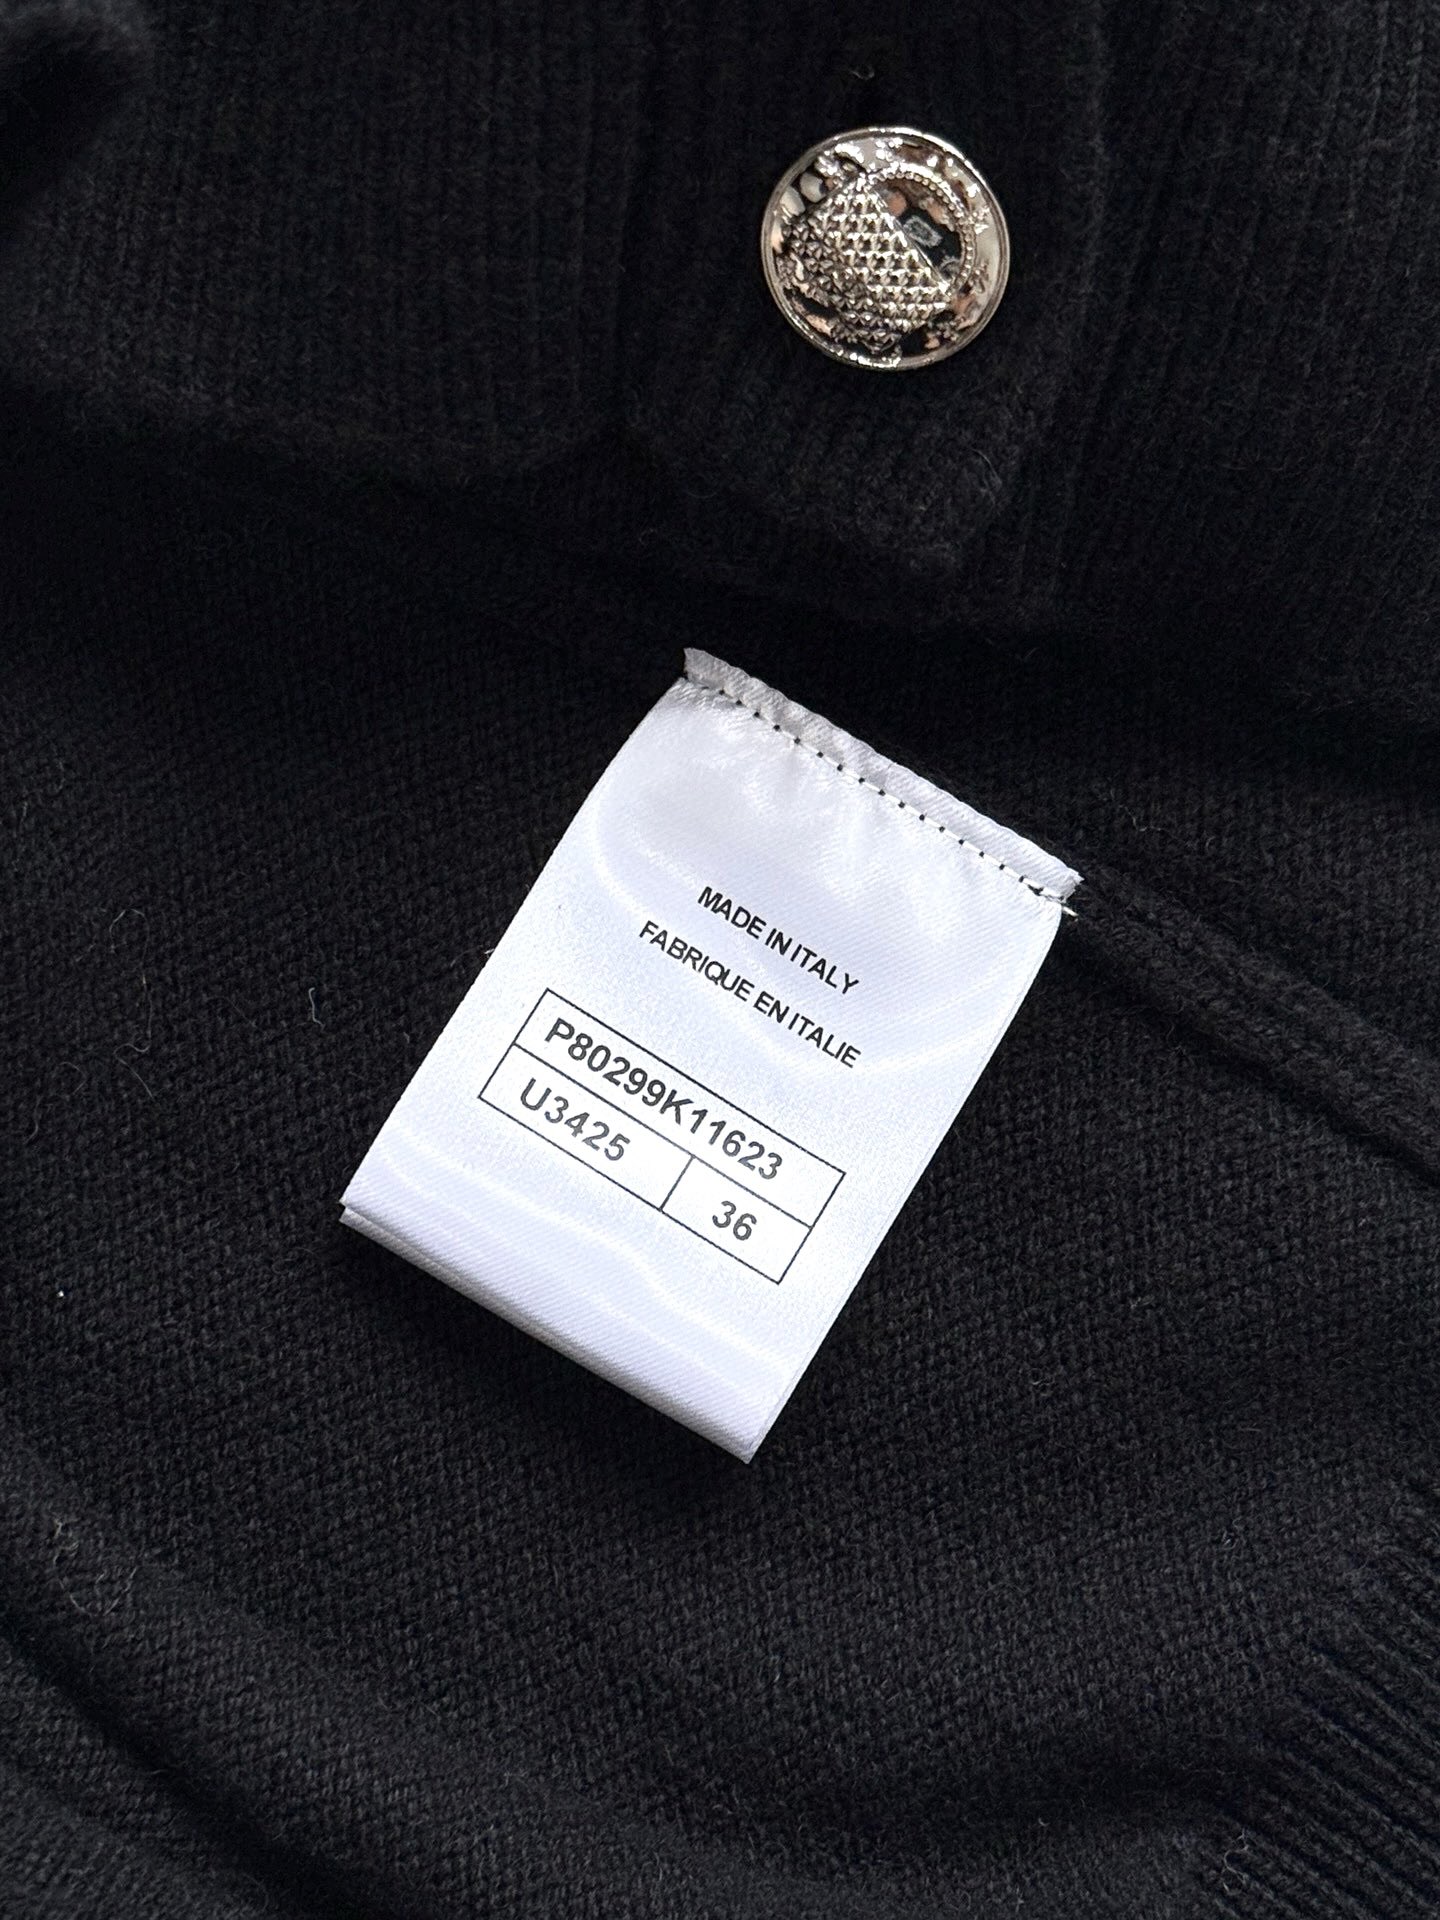 MADE IN ITALY
FABRIQUE EN ITALIE
P80299K11623
U3425 36